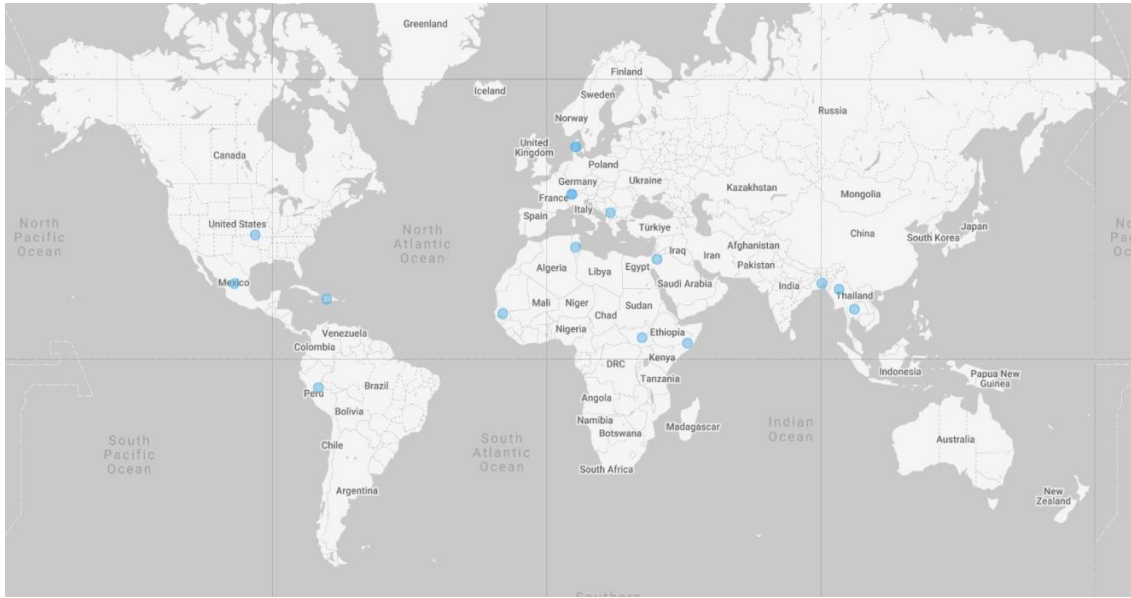 Greenland
Iceland
Finland
Sweden
Norway
Russia
United
Kingdom
Canada
Poland
Germany
Ukraine
Kazakhstan
Mongolia
France
Italy
Spain
Türkiye
United States
North
Pacific
Ocean
North
Atlantic
Ocean
Japan
South Korea
China
Afghanistan
Iraq
Iran
Pakistan
No
Pac
Oc
Algeria
Libya
Egypt
Saudi Arabia
India
Mexico
Thailand
Mali
Niger
Chad
Sudan
Nigeria
Ethiopia
Venezuela
Colombia
DRC
Kenya
Tanzania
Indonesia
Papua New
Guinea
Peru
Brazil
Bolivia
Angola
Namibia
Botswana
Madagascar
Indian
Ocean
South
Pacific
Ocean
South
Atlantic
Ocean
Chile
Australia
South Africa
Argentina
New
Zealand